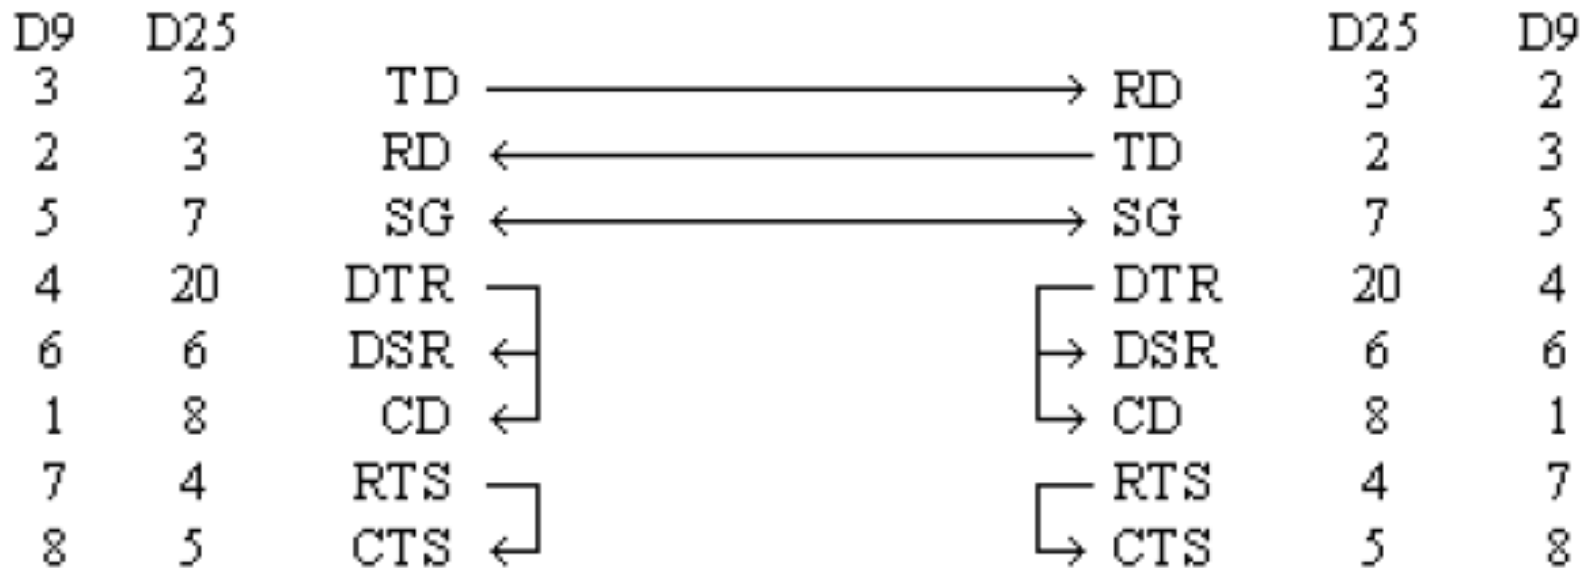 D9 D25 D25 D9
3 2 TD RD 3 2
2 3 RD TD 2 3
5 7 SG SG 7 5
4 20 DTR DTR 20 4
6 6 DSR DSR 6 6
1 8 CD CD 8 1
7 4 RTS RTS 4 7
8 5 CTS CTS 5 8